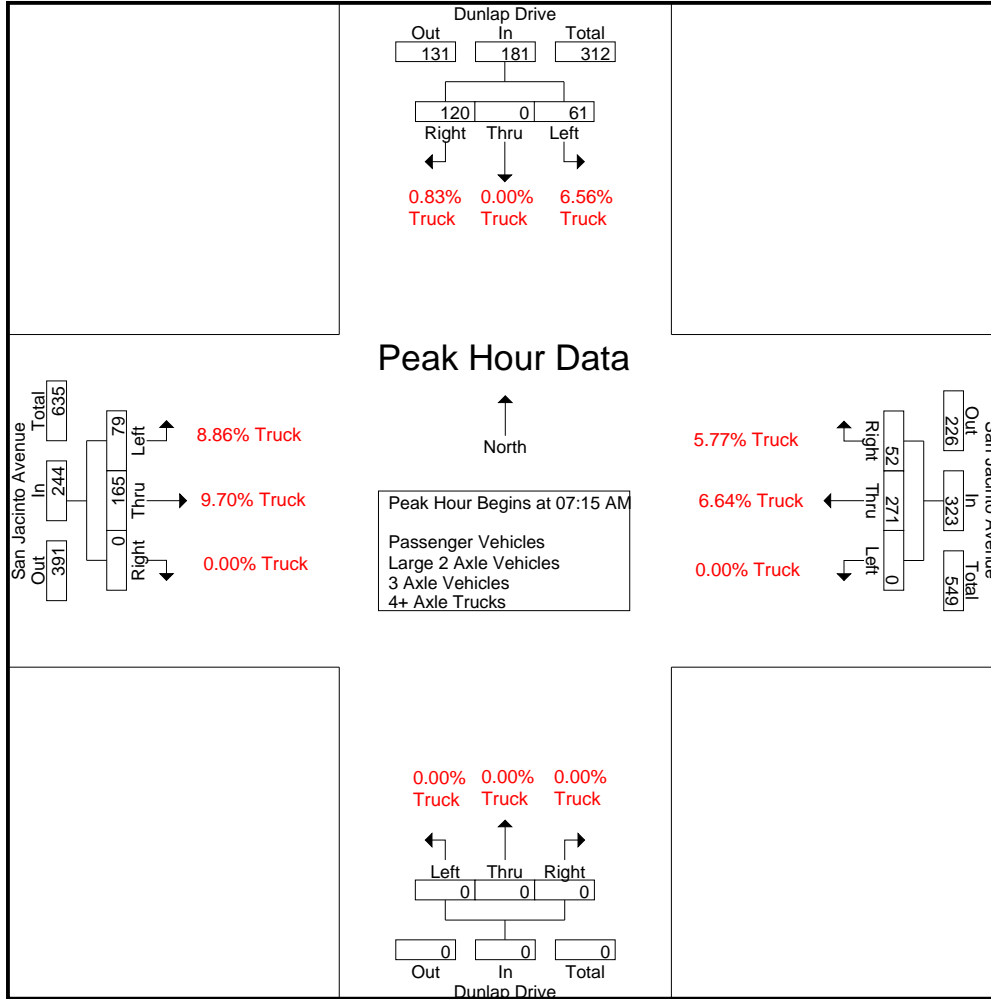 Dunlap Drive
Out In Total
131 181 312
120 0 61
Right Thru Left
0.83% 0.00% 6.56%
Truck Truck Truck
Peak Hour Data
North
Peak Hour Begins at 07:15 AM
Passenger Vehicles
Large 2 Axle Vehicles
3 Axle Vehicles
4+ Axle Trucks
San Jacinto Avenue
Total In Out
635 244 391
79 165 0
Left Thru Right
8.86% Truck
9.70% Truck
0.00% Truck
5.77% Truck
6.64% Truck
0.00% Truck
Right Thru Left
52 271 0
226 323 549
Out In Total
San Jacinto Avenue
0.00% 0.00% 0.00%
Truck Truck Truck
Left Thru Right
0 0 0
0 0 0
Out In Total
Dunlap Drive